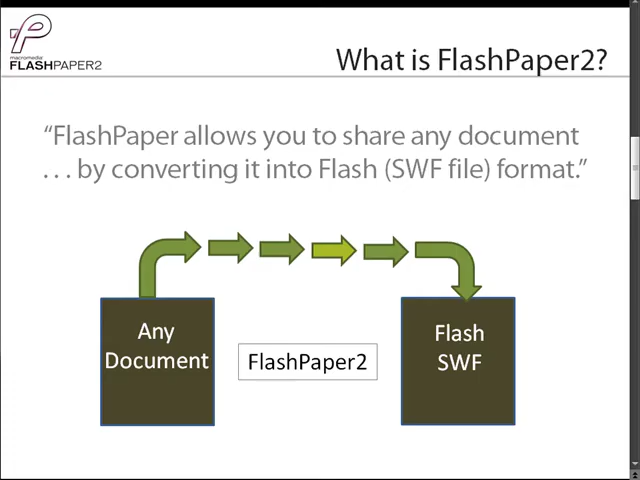 macromedia
FLASHPAPER2
What is FlashPaper2?
“FlashPaper allows you to share any document
. . . by converting it into Flash (SWF file) format.”
Any
Document
FlashPaper2
Flash
SWF